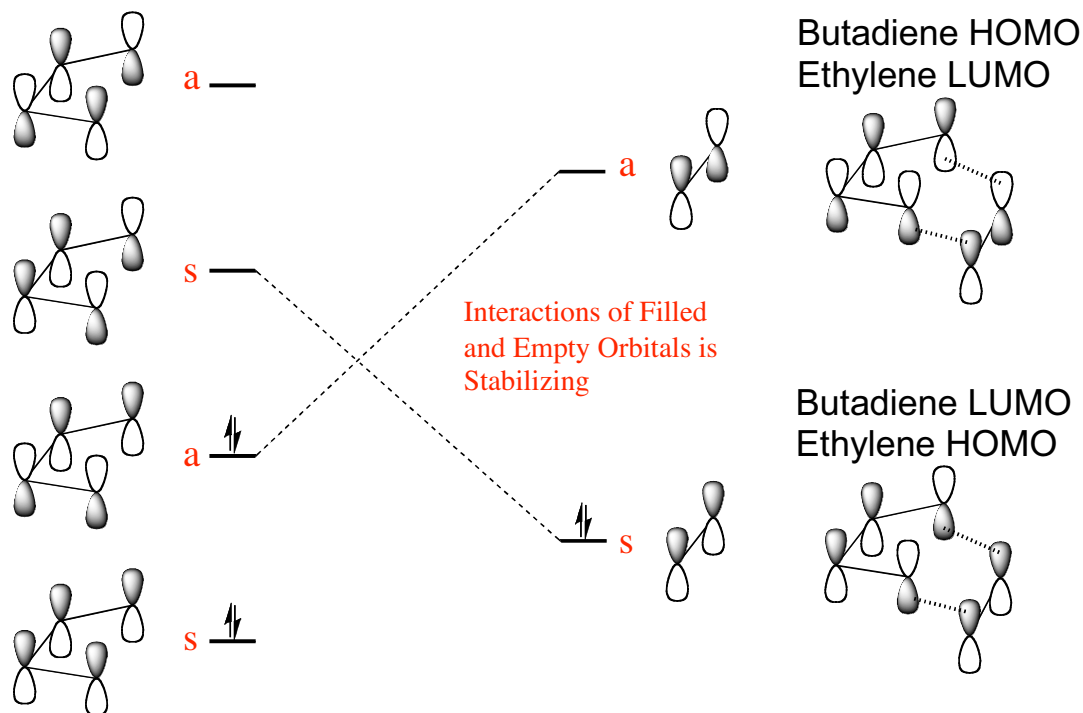 a
s
a
s
a
s
Interactions of Filled
and Empty Orbitals is
Stabilizing
Butadiene HOMO
Ethylene LUMO
Butadiene LUMO
Ethylene HOMO